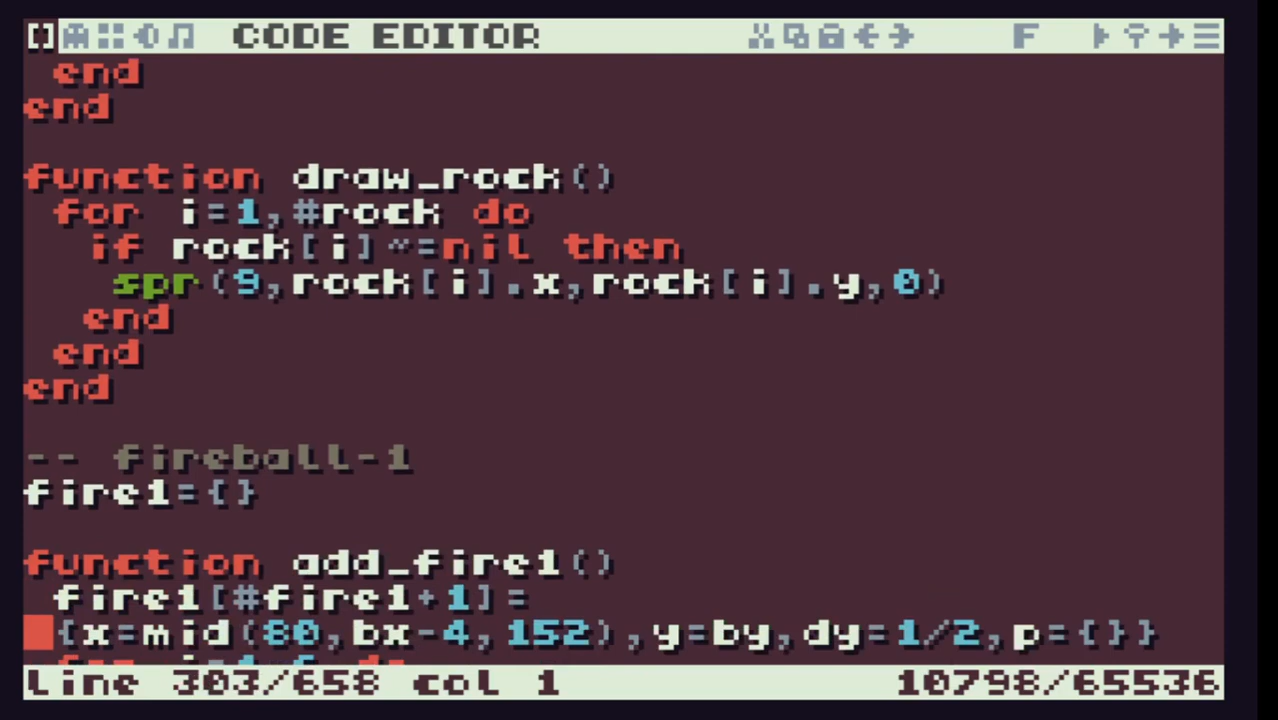 CODE EDITOR F
end
end
function draw_rock()
for i=1,#rock do
if rock[i]~=nil then
spr(9,rock[i].x,rock[i].y,0)
end
end
end
-- fireball-1
fire1={}
function add_fire1()
fire1[#fire1+1]=
{x=mid(80,bx-4,152),y=by,dy=1/2,p={}}
line 303/658 col 1 10798/65536